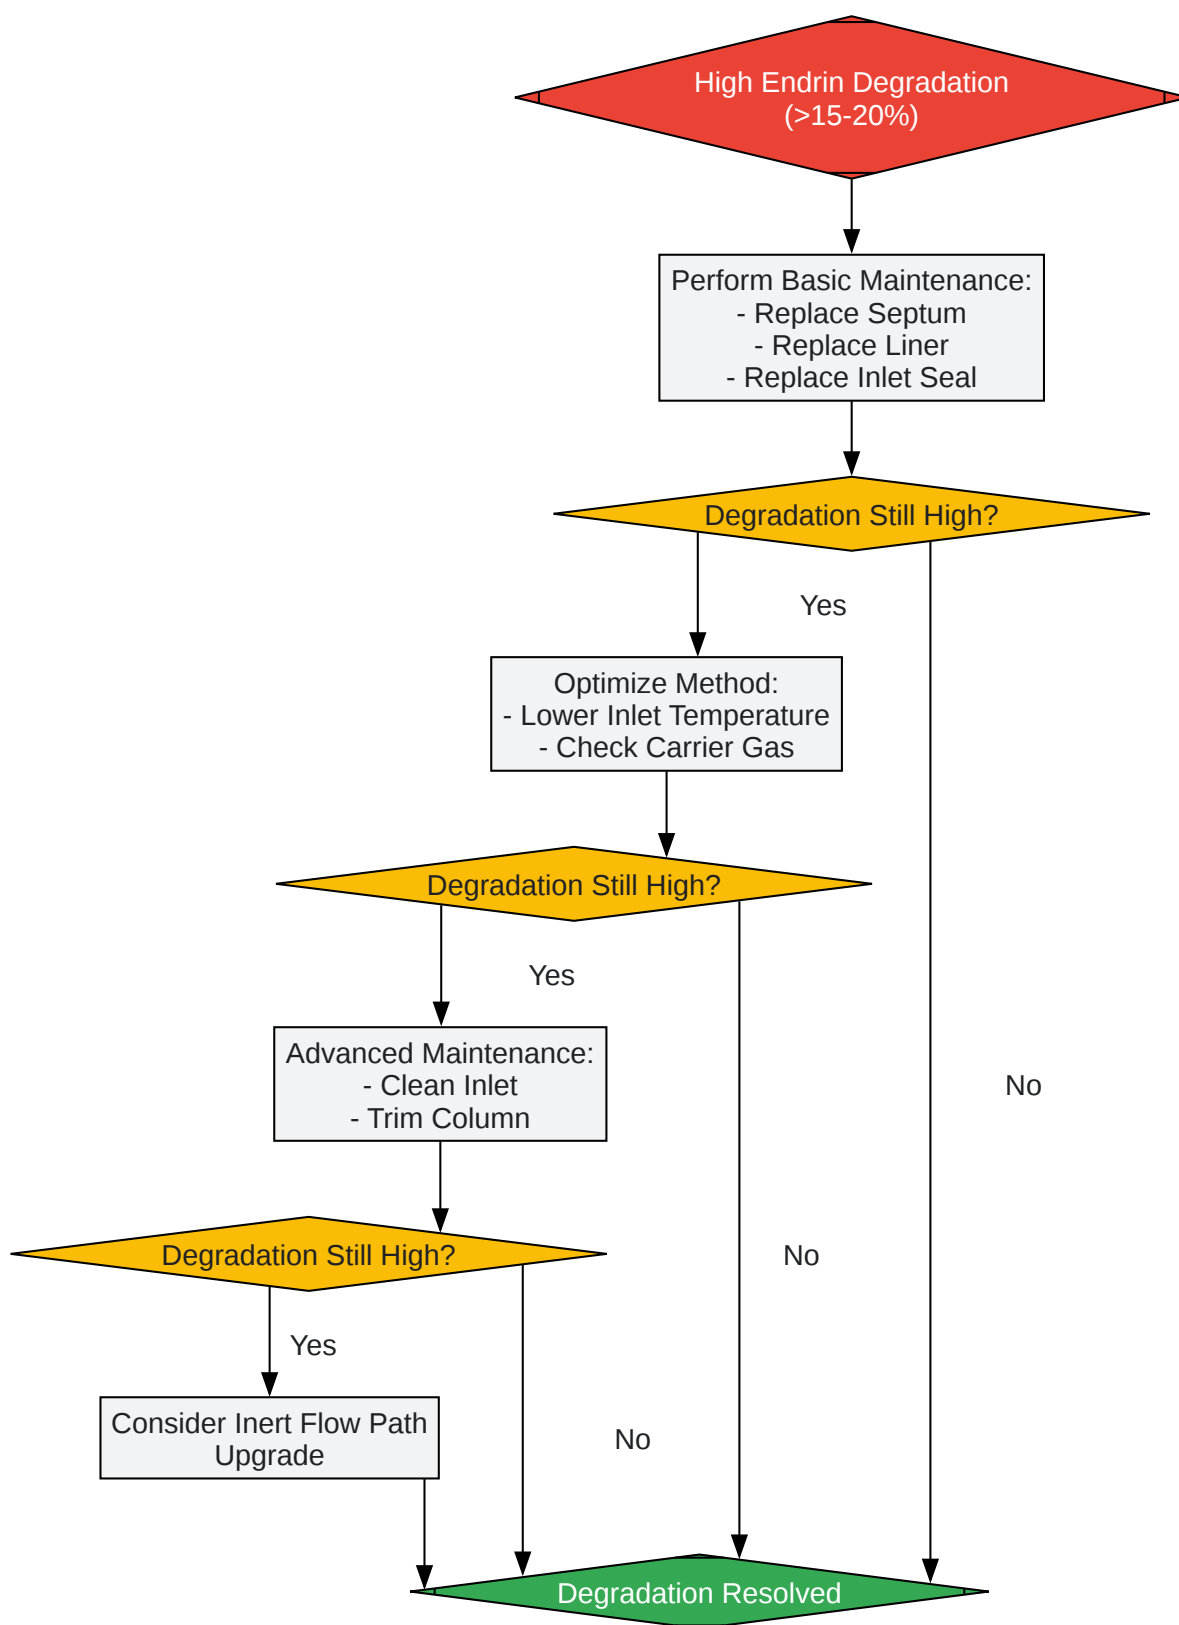 High Endrin Degradation
(>15-20%)
Perform Basic Maintenance:
- Replace Septum
- Replace Liner
- Replace Inlet Seal
Degradation Still High?
Yes
Optimize Method:
- Lower Inlet Temperature
- Check Carrier Gas
Degradation Still High?
Yes
Advanced Maintenance:
- Clean Inlet
- Trim Column
No
Degradation Still High?
No
Yes
Consider Inert Flow Path
Upgrade
No
Degradation Resolved